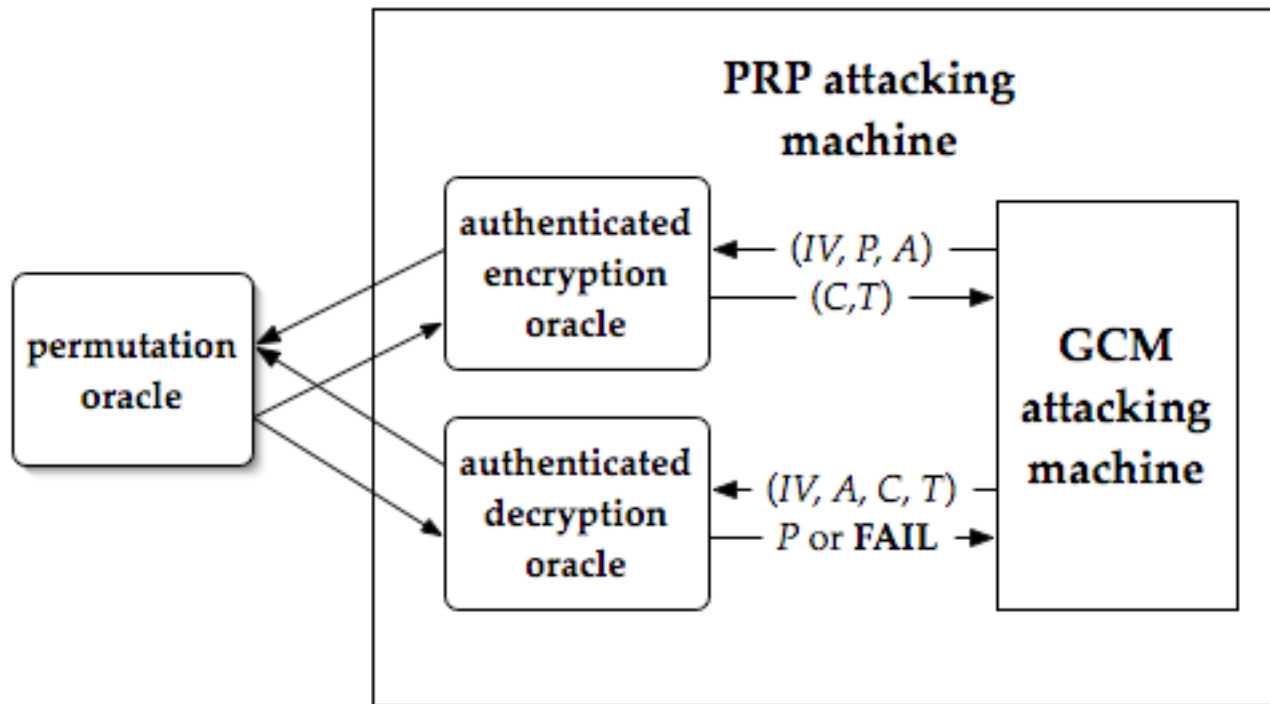 PRP attacking
machine
authenticated
encryption
oracle
(IV, P, A)
(C,T)
permutation
oracle
GCM
attacking
machine
authenticated
decryption
oracle
(IV, A, C, T)
P or FAIL